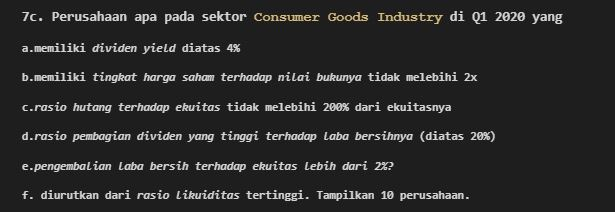 7c. Perusahaan apa pada sektor Consumer Goods Industry di Q1 2020 yang
a.memiliki dividen yield diatas 4%
b.memiliki tingkat harga saham terhadap nilai bukunya tidak melebihi 2x
c.rasio hutang terhadap ekuitas tidak melebihi 200% dari ekuitasnya
d.rasio pembagian dividen yang tinggi terhadap laba bersihnya (diatas 20%)
e.pengembalian laba bersih terhadap ekuitas lebih dari 2%?
f. diurutkan dari rasio likuiditas tertinggi. Tampilkan 10 perusahaan.